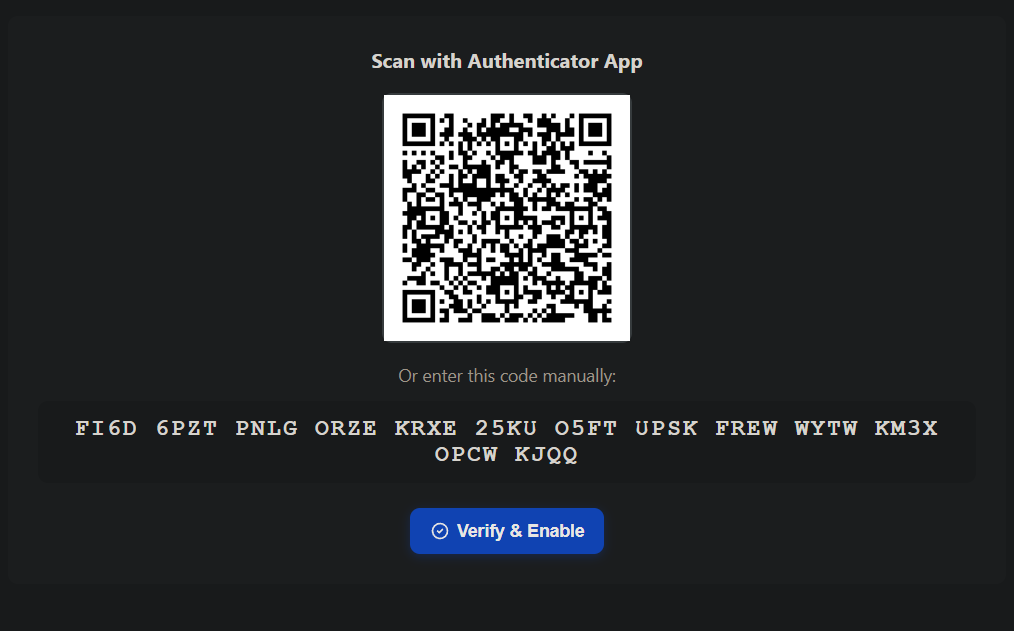 Scan with Authenticator App
Or enter this code manually:
FI6D 6PZT PNLG ORZE KRXE 25KU O5FT UPSK FREW WYTW KM3X
OPCW KJQQ
Verify & Enable